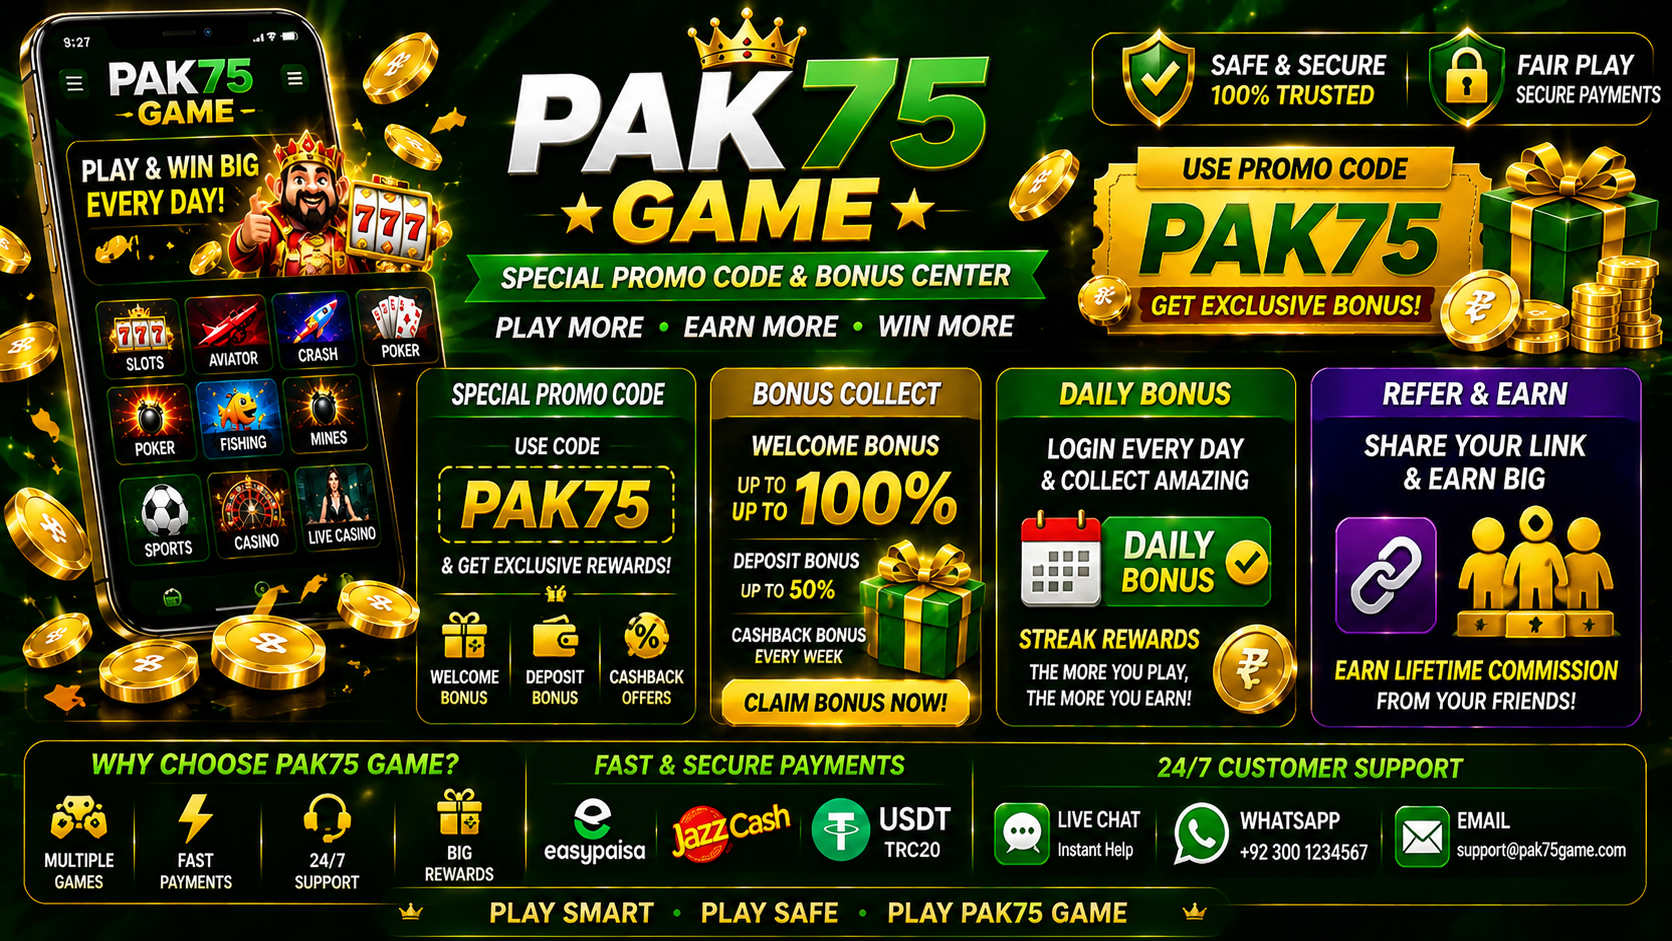 9:27
PAK75
GAME
PLAY & WIN BIG
EVERY DAY!
777
SLOTS
AVIATOR
CRASH
POKER
POKER
FISHING
MINES
SPORTS
CASINO
LIVE CASINO
PAK75
GAME
SPECIAL PROMO CODE & BONUS CENTER
PLAY MORE • EARN MORE • WIN MORE
SAFE & SECURE
100% TRUSTED
FAIR PLAY
SECURE PAYMENTS
USE PROMO CODE
PAK75
GET EXCLUSIVE BONUS!
SPECIAL PROMO CODE
USE CODE
PAK75
& GET EXCLUSIVE REWARDS!
WELCOME
BONUS
DEPOSIT
BONUS
CASHBACK
OFFERS
BONUS COLLECT
WELCOME BONUS
UP TO
UP TO 100%
DEPOSIT BONUS
UP TO 50%
CASHBACK BONUS
EVERY WEEK
CLAIM BONUS NOW!
DAILY BONUS
LOGIN EVERY DAY
& COLLECT AMAZING
DAILY
BONUS
STREAK REWARDS
THE MORE YOU PLAY,
THE MORE YOU EARN!
REFER & EARN
SHARE YOUR LINK
& EARN BIG
EARN LIFETIME COMMISSION
FROM YOUR FRIENDS!
WHY CHOOSE PAK75 GAME?
MULTIPLE
GAMES
FAST
PAYMENTS
24/7
SUPPORT
BIG
REWARDS
FAST & SECURE PAYMENTS
easypaisa
JazzCash
USDT
TRC20
24/7 CUSTOMER SUPPORT
LIVE CHAT
Instant Help
WHATSAPP
+92 300 1234567
EMAIL
support@pak75game.com
PLAY SMART • PLAY SAFE • PLAY PAK75 GAME